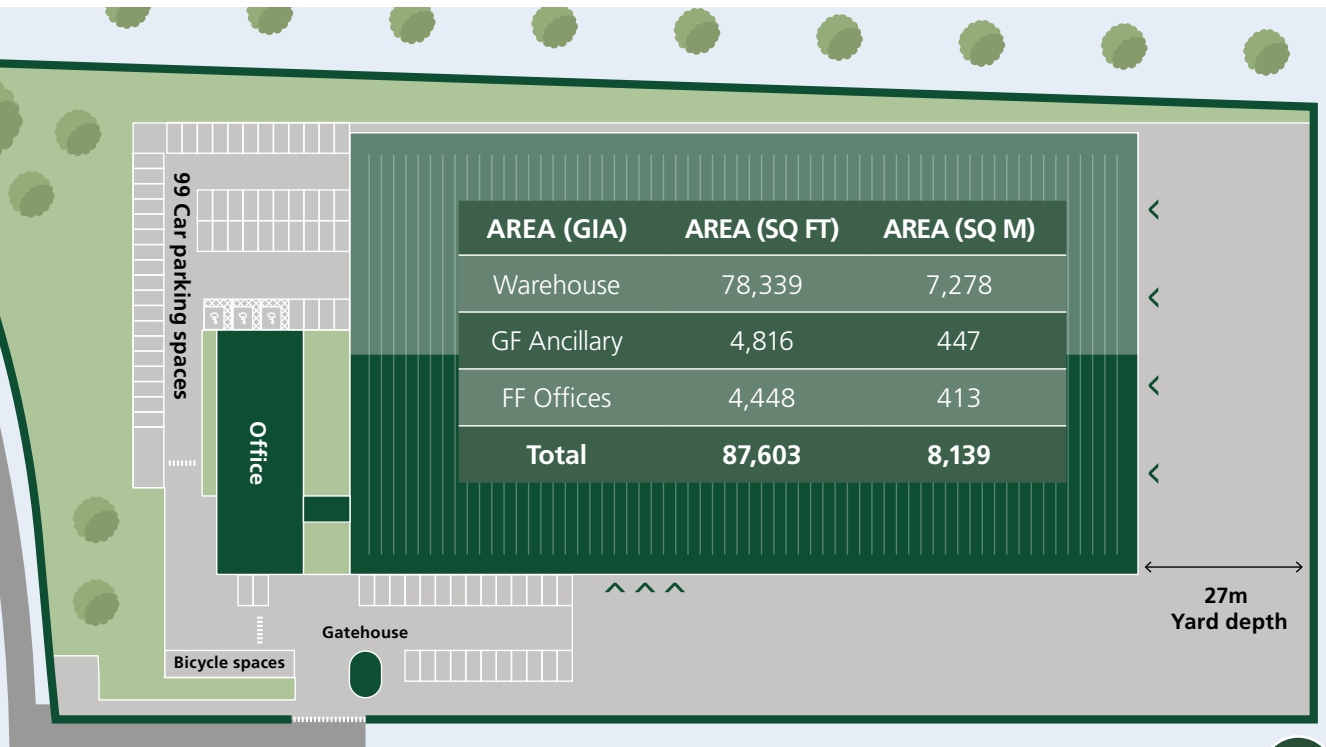 99 Car parking spaces
AREA (GIA) AREA (SQ FT) AREA (SQ M)
Warehouse 78,339 7,278
GF Ancillary 4,816 447
FF Offices 4,448 413
Total 87,603 8,139
Office
27m
Yard depth
Gatehouse
Bicycle spaces